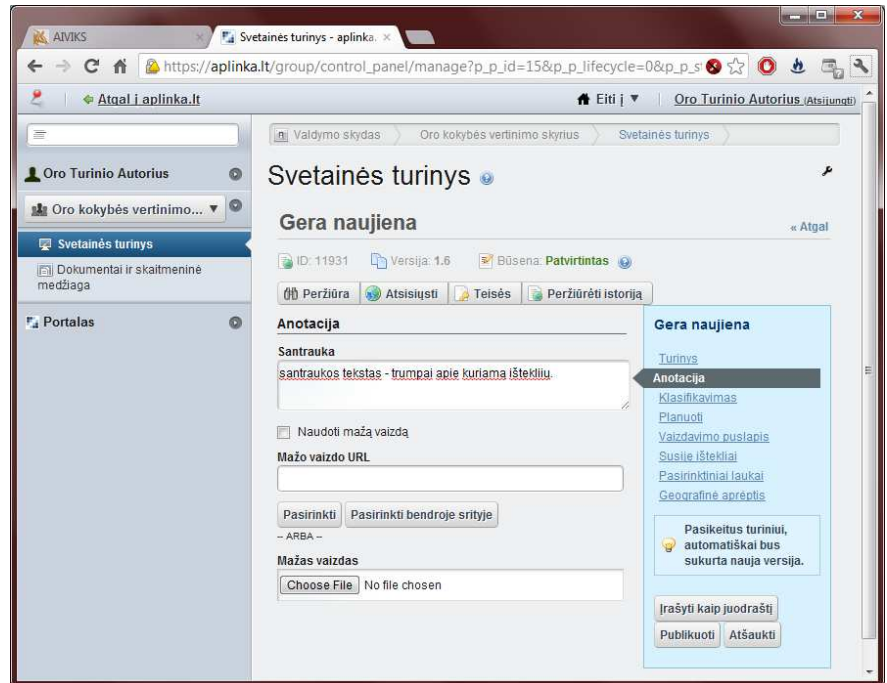 AIVIKS
Svetainės turinys - aplinka.
https://aplinka.lt/group/control_panel/manage?p_p_id=15&p_p_lifecycle=0&p_p_s
Atgal į aplinka.lt
Eiti į ▼
Oro Turinio Autorius (Atsijungti)
Valdymo skydas
Oro kokybės vertinimo skyrius
Svetainės turinys
Oro Turinio Autorius
Oro kokybės vertinimo... ▼
Svetainės turinys
Dokumentai ir skaitmeninė
medžiaga
Portalas
Svetainės turinys
Gera naujiena
« Atgal
ID: 11931
Versija: 1.6
Būsena: Patvirtintas
Peržiūra
Atsisiųsti
Teisės
Peržiūrėti istoriją
Anotacija
Santrauka
santraukos tekstas - trumpai apie kuriamą
Naudoti mažą vaizdą
Mažo vaizdo URL
Pasirinkti
Pasirinkti bendroje srityje
-- ARBA --
Mažas vaizdas
Choose File No file chosen
Gera naujiena
Turinys
Anotacija
Klasifikavimas
Planuoti
Vaizdavimo puslapis
Susiję ištekliai
Pasirinktiniai laukai
Geografinė aprėptis
Pasikeitus turiniui,
automatiškai bus
sukurta nauja versija.
Įrašyti kaip juodraštį
Publikuoti
Atšaukti